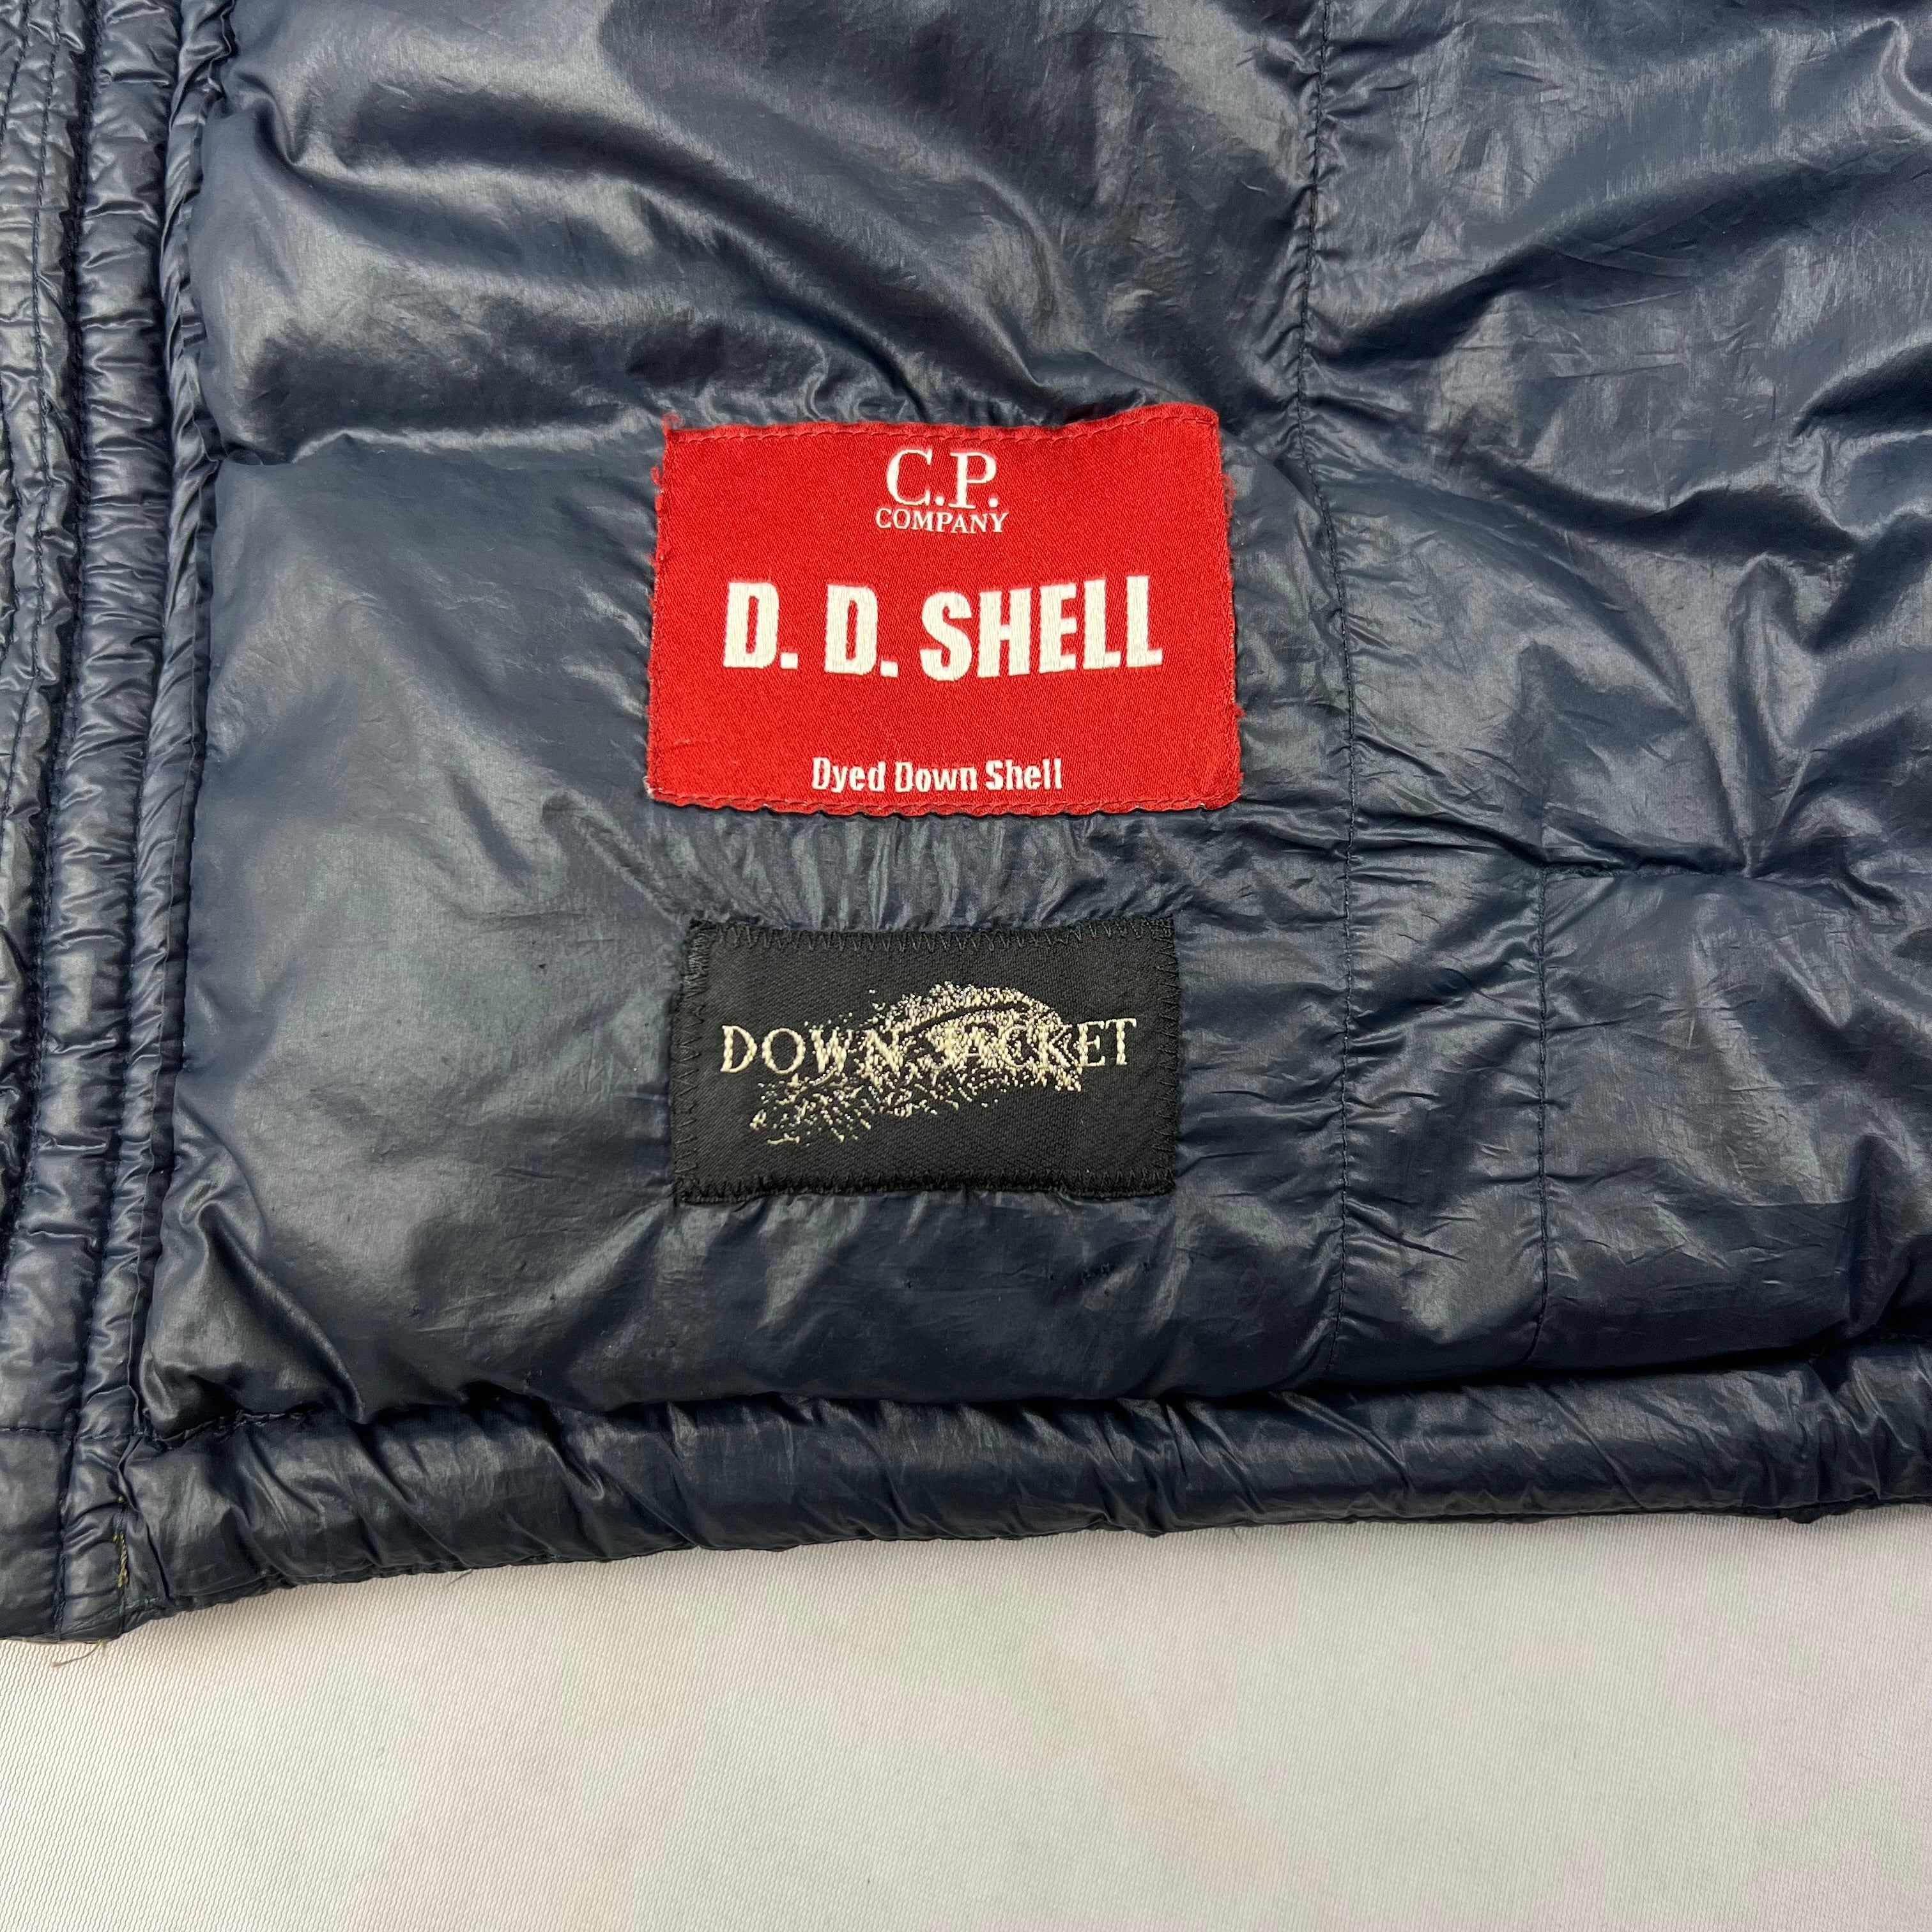 C.P.
COMPANY
D. D. SHELL
Dyed Down Shell
DOWN JACKET